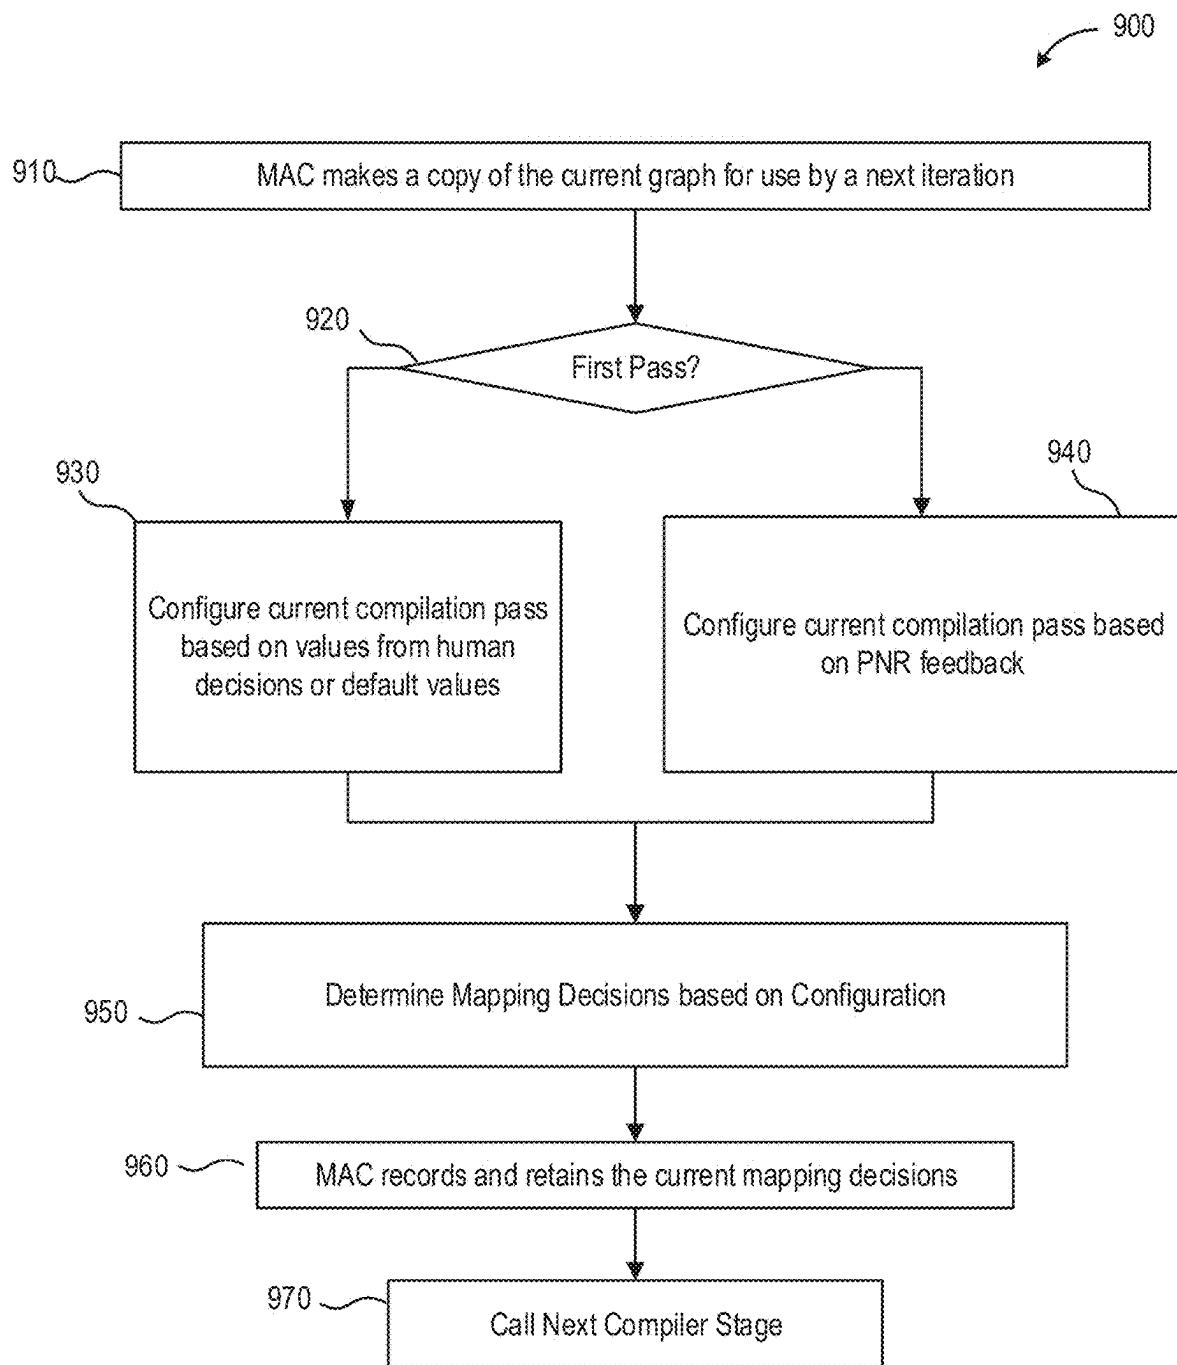 900
910
MAC makes a copy of the current graph for use by a next iteration
920
First Pass?
930
940
Configure current compilation pass
based on values from human
decisions or default values
Configure current compilation pass based
on PNR feedback
950
Determine Mapping Decisions based on Configuration
960
MAC records and retains the current mapping decisions
970
Call Next Compiler Stage